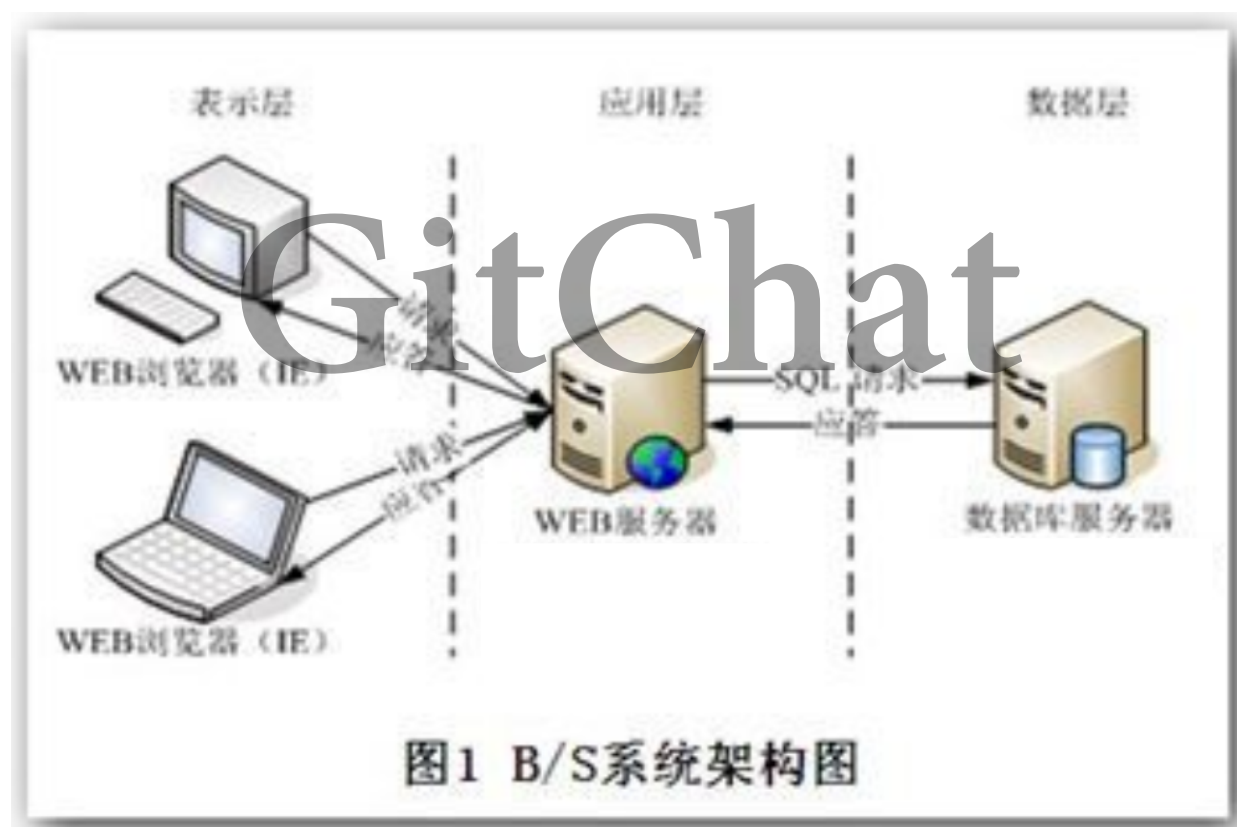 表示层
应用层
数据层
GitChat
请求
应答
WEB浏览器（IE）
SQL 请求
应答
请求
应答
WEB服务器
数据库服务器
WEB浏览器（IE）
图1 B/S系统架构图